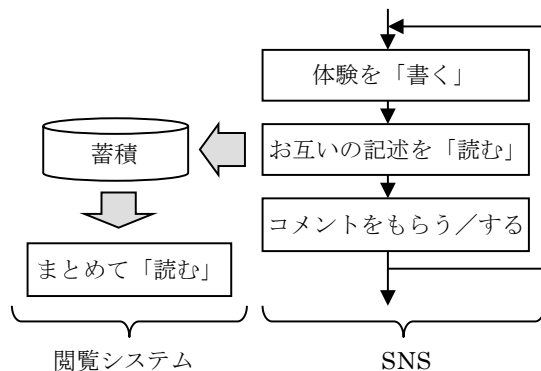 体験を「書く」
お互いの記述を「読む」
蓄積
コメントをもらう／する
まとめて「読む」
閲覧システム
SNS